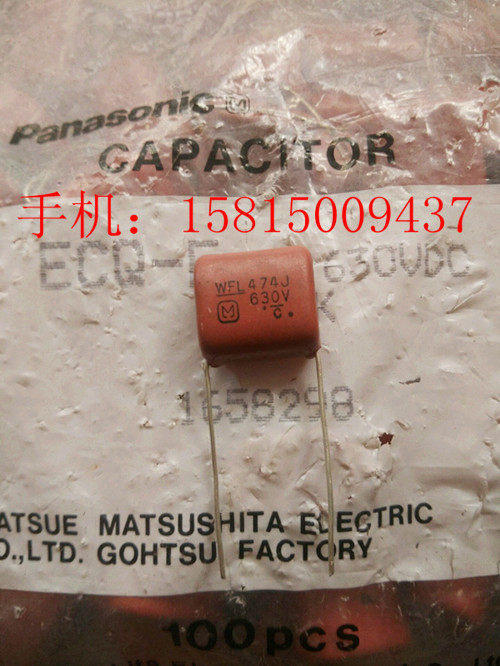 Panasonic M
CAPACITOR
手机：15815009437
ECQ-E 630VDC
K
WFL 474J
M 630V
C.
1658298
ATSUE MATSUSHITA ELECTRIC
O.,LTD. GOHTSU FACTORY
100pcs